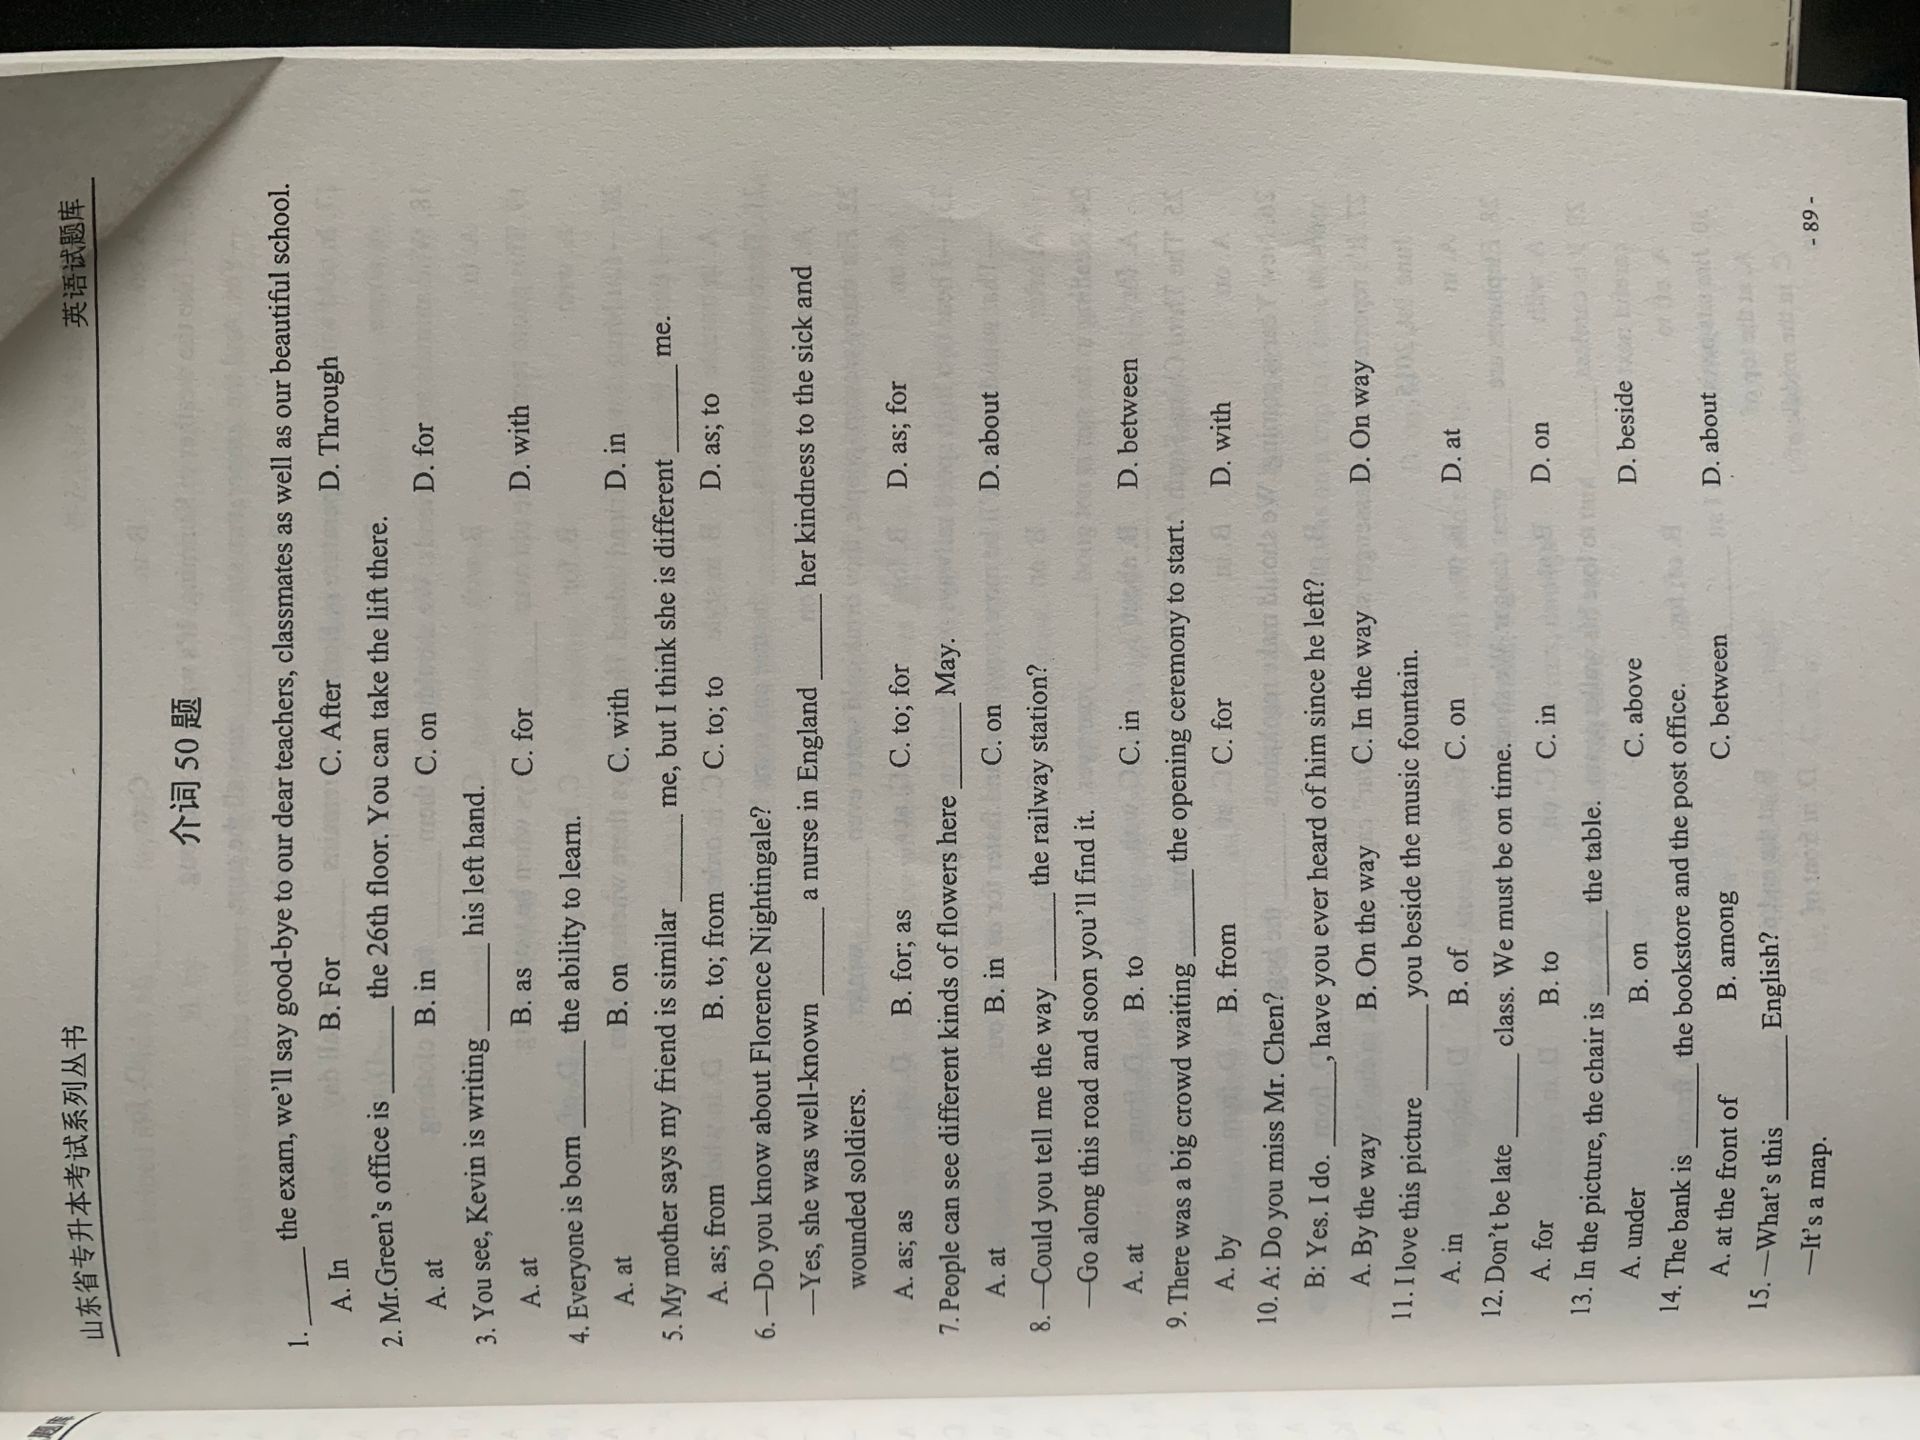 题库
山东省专升本考试系列丛书 英语试题库
介词 50 题
1. ______ the exam, we'll say good-bye to our dear teachers, classmates as well as our beautiful school.
A. In B. For C. After D. Through
2. Mr.Green's office is ______ the 26th floor. You can take the lift there.
A. at B. in C. on D. for
3. You see, Kevin is writing ______ his left hand.
A. at B. as C. for D. with
4. Everyone is born ______ the ability to learn.
A. at B. on C. with D. in
5. My mother says my friend is similar ______ me, but I think she is different ______ me.
A. as; from B. to; from C. to; to D. as; to
6. —Do you know about Florence Nightingale?
—Yes, she was well-known ______ a nurse in England ______ her kindness to the sick and
wounded soldiers.
A. as; as B. for; as C. to; for D. as; for
7. People can see different kinds of flowers here ______ May.
A. at B. in C. on D. about
8. —Could you tell me the way ______ the railway station?
—Go along this road and soon you'll find it.
A. at B. to C. in D. between
9. There was a big crowd waiting ______ the opening ceremony to start.
A. by B. from C. for D. with
10. A: Do you miss Mr. Chen?
B: Yes. I do. ______, have you ever heard of him since he left?
A. By the way B. On the way C. In the way D. On way
11. I love this picture ______ you beside the music fountain.
A. in B. of C. on D. at
12. Don't be late ______ class. We must be on time.
A. for B. to C. in D. on
13. In the picture, the chair is ______ the table.
A. under B. on C. above D. beside
14. The bank is ______ the bookstore and the post office.
A. at the front of B. among C. between D. about
15. —What's this ______ English?
—It's a map.
- 89 -